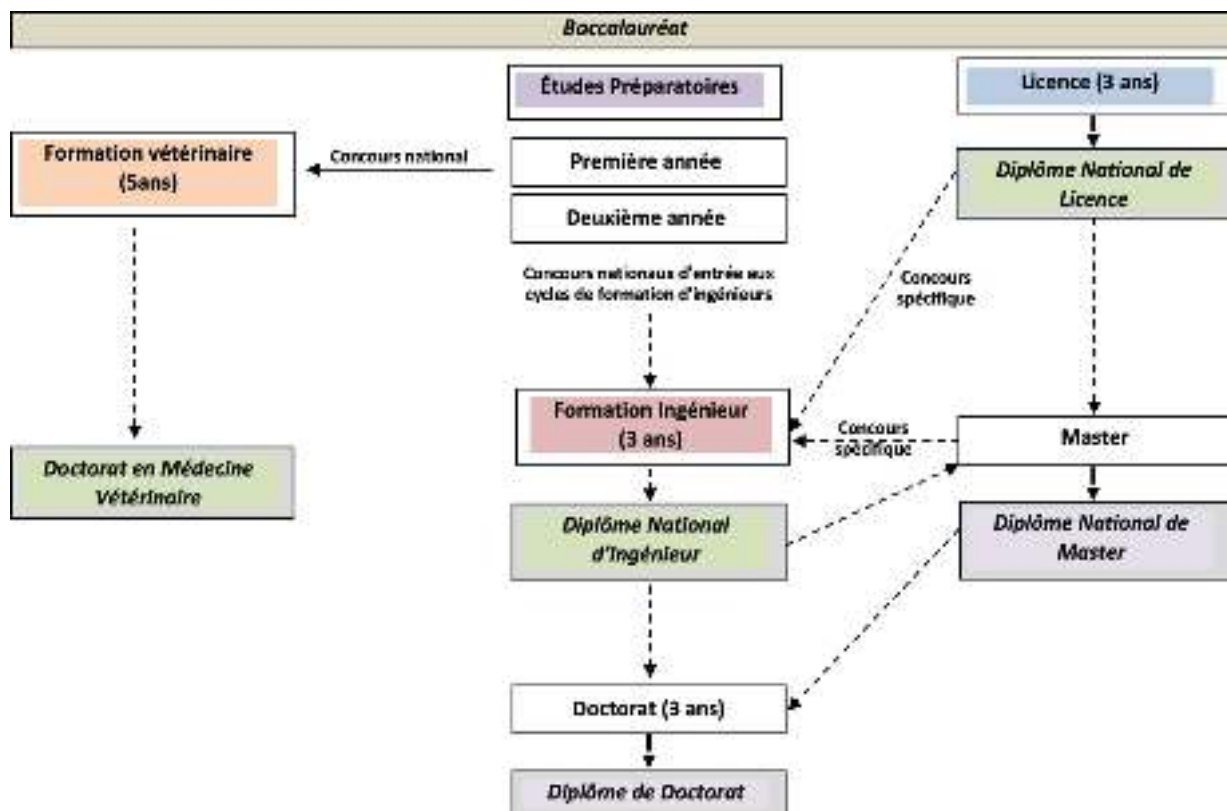 Baccalauréat
Études Préparatoires
Licence (3 ans)
Formation vétérinaire
(5ans)
Concours national
Première année
Deuxième année
Diplôme National de
Licence
Concours nationaux d'entrée aux
cycles de formation d'ingénieurs
Concours
spécifique
Formation Ingénieur
(3 ans)
Concours
spécifique
Master
Doctorat en Médecine
Vétérinaire
Diplôme National
d'Ingénieur
Diplôme National de
Master
Doctorat (3 ans)
Diplôme de Doctorat